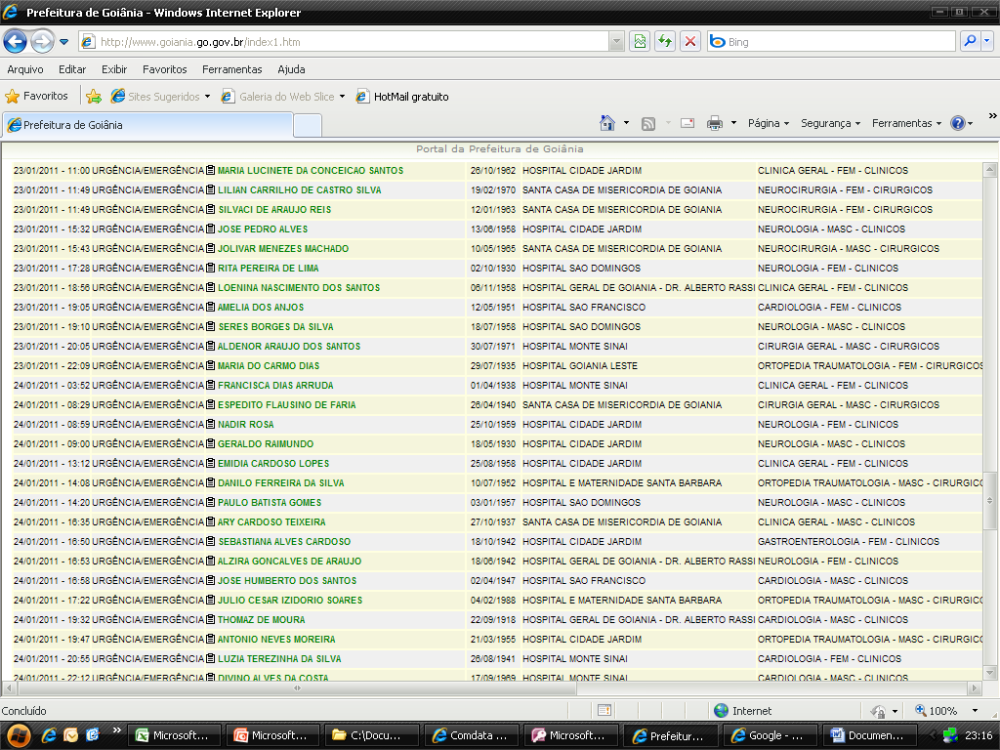 Prefeitura de Goiânia - Windows Internet Explorer
http://www.goiania.go.gov.br/index1.htm Bing
Arquivo Editar Exibir Favoritos Ferramentas Ajuda
Favoritos Sites Sugeridos Galeria do Web Slice HotMail gratuito
Prefeitura de Goiânia Página Segurança Ferramentas »
Portal da Prefeitura de Goiânia
23/01/2011 - 11:00 URGÊNCIA/EMERGÊNCIA MARIA LUCINETE DA CONCEICAO SANTOS 26/10/1962 HOSPITAL CIDADE JARDIM CLINICA GERAL - FEM - CLINICOS
23/01/2011 - 11:49 URGÊNCIA/EMERGÊNCIA LILIAN CARRILHO DE CASTRO SILVA 19/02/1970 SANTA CASA DE MISERICORDIA DE GOIANIA NEUROCIRURGIA - FEM - CIRURGICOS
23/01/2011 - 11:49 URGÊNCIA/EMERGÊNCIA SILVACI DE ARAUJO REIS 12/01/1963 SANTA CASA DE MISERICORDIA DE GOIANIA NEUROCIRURGIA - FEM - CIRURGICOS
23/01/2011 - 15:32 URGÊNCIA/EMERGÊNCIA JOSE PEDRO ALVES 13/06/1958 HOSPITAL CIDADE JARDIM NEUROLOGIA - MASC - CLINICOS
23/01/2011 - 15:43 URGÊNCIA/EMERGÊNCIA JOLIVAR MENEZES MACHADO 10/05/1965 SANTA CASA DE MISERICORDIA DE GOIANIA NEUROCIRURGIA - MASC - CIRURGICOS
23/01/2011 - 17:28 URGÊNCIA/EMERGÊNCIA RITA PEREIRA DE LIMA 02/10/1930 HOSPITAL SAO DOMINGOS NEUROLOGIA - FEM - CLINICOS
23/01/2011 - 18:56 URGÊNCIA/EMERGÊNCIA LOENINA NASCIMENTO DOS SANTOS 06/11/1958 HOSPITAL GERAL DE GOIANIA - DR. ALBERTO RASSI CLINICA GERAL - FEM - CLINICOS
23/01/2011 - 19:05 URGÊNCIA/EMERGÊNCIA AMELIA DOS ANJOS 12/05/1951 HOSPITAL SAO FRANCISCO CARDIOLOGIA - FEM - CLINICOS
23/01/2011 - 19:10 URGÊNCIA/EMERGÊNCIA SERES BORGES DA SILVA 18/07/1958 HOSPITAL SAO DOMINGOS NEUROLOGIA - MASC - CLINICOS
23/01/2011 - 20:05 URGÊNCIA/EMERGÊNCIA ALDENOR ARAUJO DOS SANTOS 30/07/1971 HOSPITAL MONTE SINAI CIRURGIA GERAL - MASC - CIRURGICOS
23/01/2011 - 22:09 URGÊNCIA/EMERGÊNCIA MARIA DO CARMO DIAS 29/07/1935 HOSPITAL GOIANIA LESTE ORTOPEDIA TRAUMATOLOGIA - FEM - CIRURGICOS
24/01/2011 - 03:52 URGÊNCIA/EMERGÊNCIA FRANCISCA DIAS ARRUDA 01/04/1938 HOSPITAL MONTE SINAI CLINICA GERAL - FEM - CLINICOS
24/01/2011 - 08:29 URGÊNCIA/EMERGÊNCIA ESPEDITO FLAUSINO DE FARIA 26/04/1940 SANTA CASA DE MISERICORDIA DE GOIANIA CIRURGIA GERAL - MASC - CIRURGICOS
24/01/2011 - 08:59 URGÊNCIA/EMERGÊNCIA NADIR ROSA 25/10/1959 HOSPITAL CIDADE JARDIM NEUROLOGIA - FEM - CLINICOS
24/01/2011 - 09:00 URGÊNCIA/EMERGÊNCIA GERALDO RAIMUNDO 18/05/1930 HOSPITAL CIDADE JARDIM NEUROLOGIA - MASC - CLINICOS
24/01/2011 - 13:12 URGÊNCIA/EMERGÊNCIA EMIDIA CARDOSO LOPES 25/08/1958 HOSPITAL CIDADE JARDIM CLINICA GERAL - FEM - CLINICOS
24/01/2011 - 14:08 URGÊNCIA/EMERGÊNCIA DANILO FERREIRA DA SILVA 10/07/1952 HOSPITAL E MATERNIDADE SANTA BARBARA ORTOPEDIA TRAUMATOLOGIA - MASC - CIRURGIC
24/01/2011 - 14:20 URGÊNCIA/EMERGÊNCIA PAULO BATISTA GOMES 03/01/1957 HOSPITAL SAO DOMINGOS NEUROLOGIA - MASC - CLINICOS
24/01/2011 - 16:35 URGÊNCIA/EMERGÊNCIA ARY CARDOSO TEIXEIRA 27/10/1937 SANTA CASA DE MISERICORDIA DE GOIANIA CLINICA GERAL - MASC - CLINICOS
24/01/2011 - 16:50 URGÊNCIA/EMERGÊNCIA SEBASTIANA ALVES CARDOSO 18/10/1942 HOSPITAL CIDADE JARDIM GASTROENTEROLOGIA - FEM - CLINICOS
24/01/2011 - 16:53 URGÊNCIA/EMERGÊNCIA ALZIRA GONCALVES DE ARAUJO 18/06/1942 HOSPITAL GERAL DE GOIANIA - DR. ALBERTO RASSI NEUROLOGIA - FEM - CLINICOS
24/01/2011 - 16:58 URGÊNCIA/EMERGÊNCIA JOSE HUMBERTO DOS SANTOS 02/04/1947 HOSPITAL SAO FRANCISCO CARDIOLOGIA - MASC - CLINICOS
24/01/2011 - 17:22 URGÊNCIA/EMERGÊNCIA JULIO CESAR IZIDORIO SOARES 04/02/1988 HOSPITAL E MATERNIDADE SANTA BARBARA ORTOPEDIA TRAUMATOLOGIA - MASC - CIRURGIC
24/01/2011 - 19:32 URGÊNCIA/EMERGÊNCIA THOMAZ DE MOURA 22/09/1918 HOSPITAL GERAL DE GOIANIA - DR. ALBERTO RASSI CARDIOLOGIA - MASC - CLINICOS
24/01/2011 - 19:47 URGÊNCIA/EMERGÊNCIA ANTONIO NEVES MOREIRA 21/03/1955 HOSPITAL CIDADE JARDIM ORTOPEDIA TRAUMATOLOGIA - MASC - CIRURGIC
24/01/2011 - 20:55 URGÊNCIA/EMERGÊNCIA LUZIA TEREZINHA DA SILVA 26/08/1941 HOSPITAL MONTE SINAI CARDIOLOGIA - MASC - CLINICOS
24/01/2011 - 22:12 URGÊNCIA/EMERGÊNCIA DIVINO ALVES DA COSTA 17/09/1969 HOSPITAL MONTE SINAI CARDIOLOGIA - MASC - CLINICOS
Concluído Internet 100%
» Microsoft... Microsoft... C:\Docu... Comdata ... Microsoft... Prefeitur... Google - ... Documen... 23:16